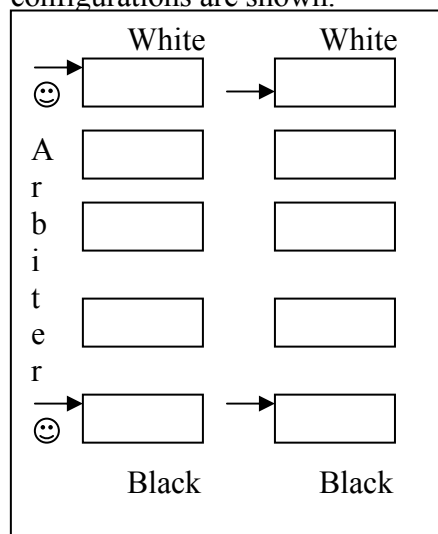 configurations are shown.
White White
A
r
b
i
t
e
r
Black Black